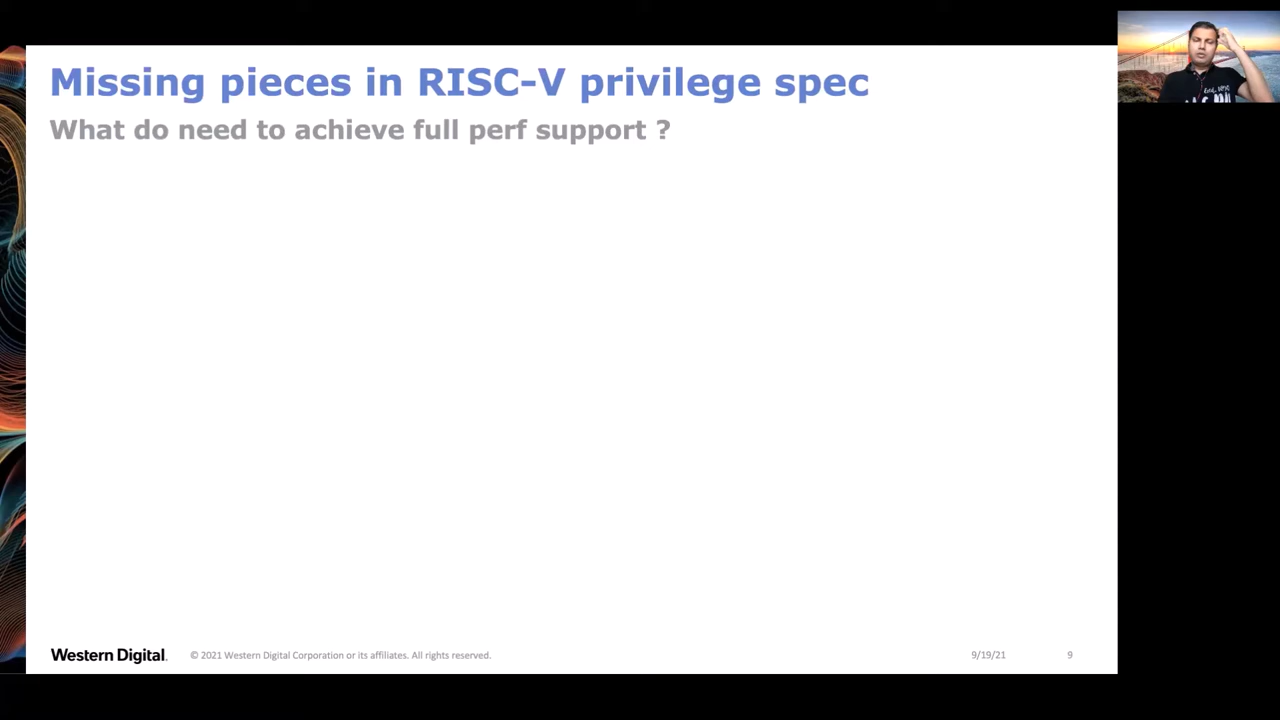 Missing pieces in RISC-V privilege spec
What do need to achieve full perf support ?
Western Digital.
© 2021 Western Digital Corporation or its affiliates. All rights reserved.
9/19/21
9